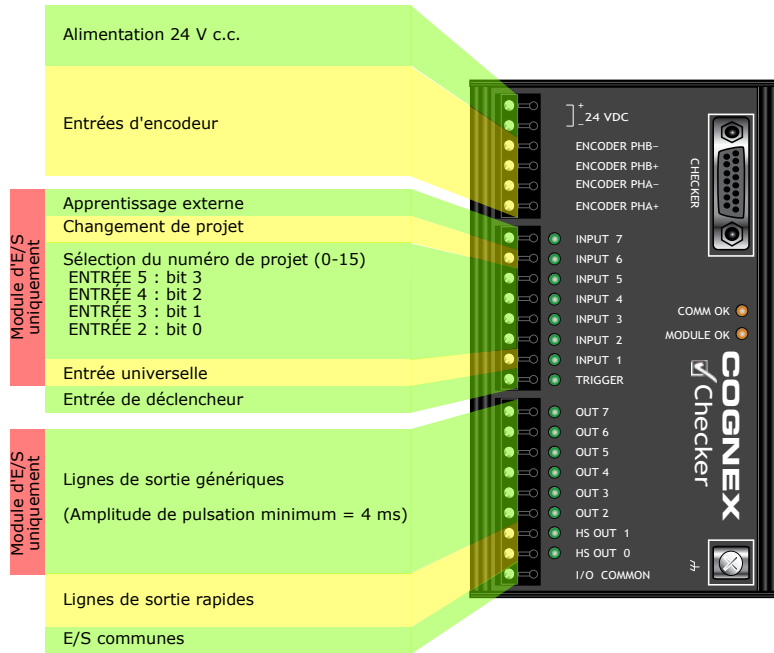 Alimentation 24 V c.c.
Entrées d'encodeur
Apprentissage externe
Changement de projet
Sélection du numéro de projet (0-15)
ENTRÉE 5 : bit 3
ENTRÉE 4 : bit 2
ENTRÉE 3 : bit 1
ENTRÉE 2 : bit 0
Entrée universelle
Entrée de déclencheur
Module d'E/S
uniquement
Lignes de sortie génériques
(Amplitude de pulsation minimum = 4 ms)
Module d'E/S
uniquement
Lignes de sortie rapides
E/S communes
+
24 VDC
-
ENCODER PHB-
ENCODER PHB+
ENCODER PHA-
ENCODER PHA+
INPUT 7
INPUT 6
INPUT 5
INPUT 4
INPUT 3
INPUT 2
INPUT 1
TRIGGER
OUT 7
OUT 6
OUT 5
OUT 4
OUT 3
OUT 2
HS OUT 1
HS OUT 0
I/O COMMON
CHECKER
COMM OK
MODULE OK
COGNEX
Checker